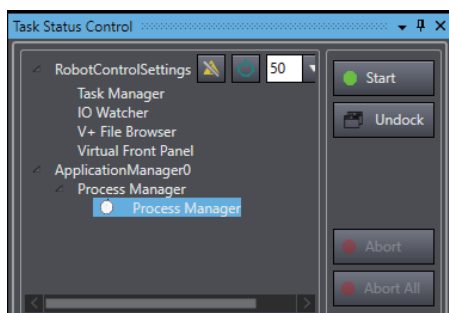 Task Status Control
RobotControlSettings 50
Task Manager
IO Watcher
V+ File Browser
Virtual Front Panel
ApplicationManager0
Process Manager
Process Manager
Start
Undock
Abort
Abort All